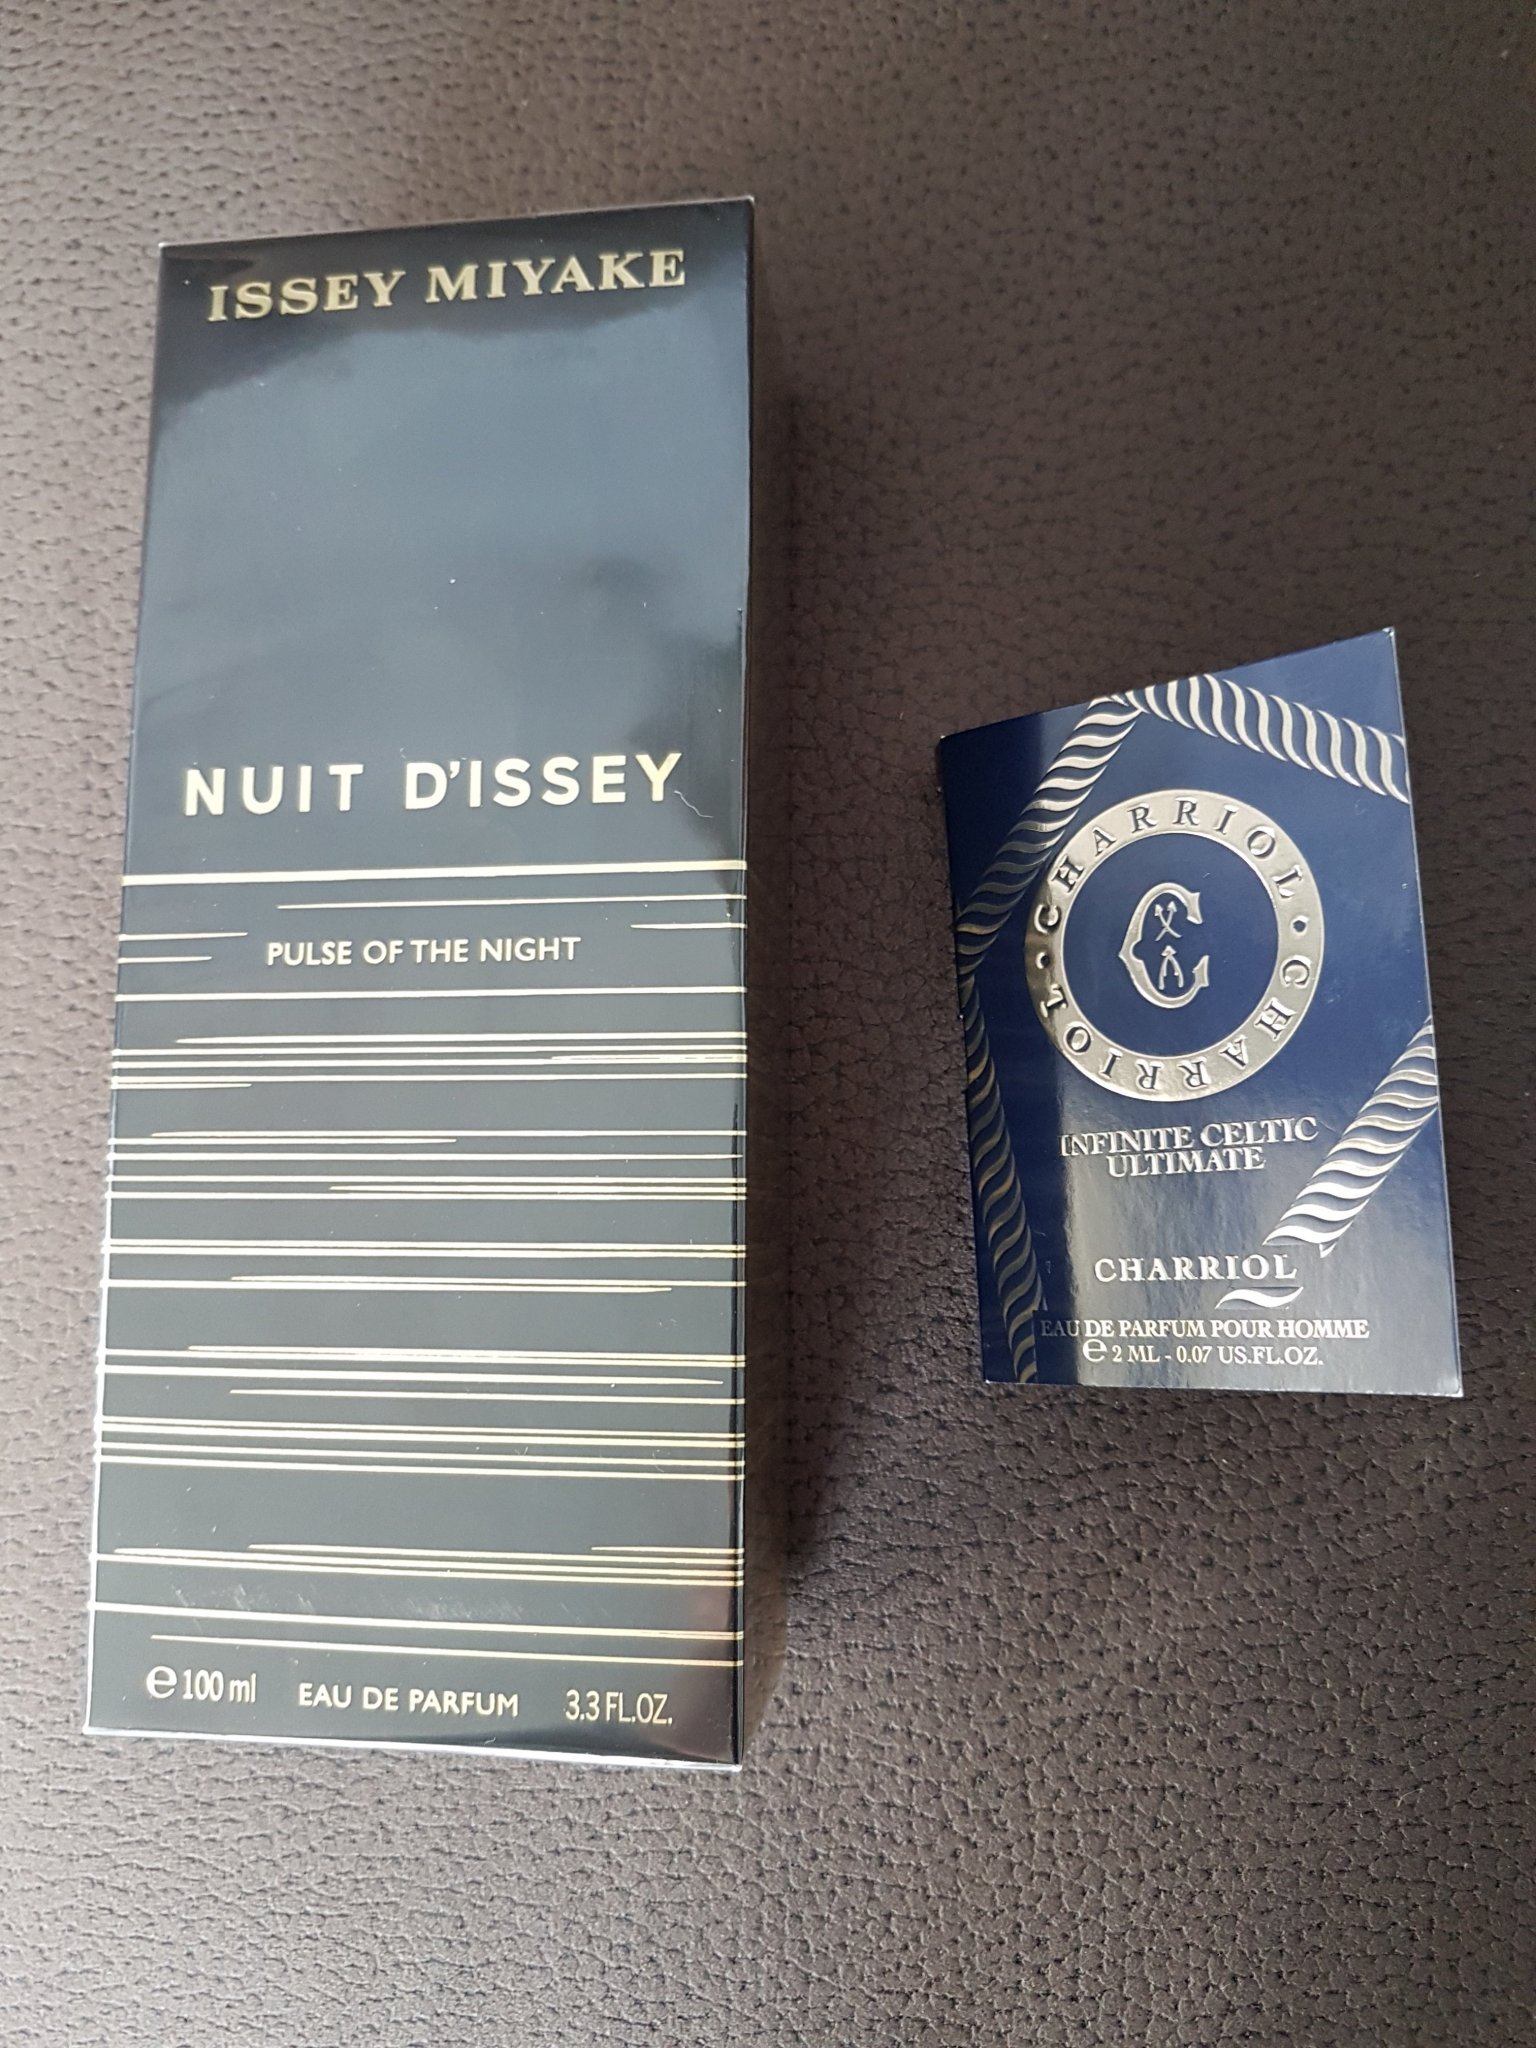 ISSEY MIYAKE
NUIT D'ISSEY
PULSE OF THE NIGHT
e 100 ml EAU DE PARFUM 3.3 FL.OZ.
CHARRIOL · CHARRIOL ·
C
INFINITE CELTIC
ULTIMATE
CHARRIOL
EAU DE PARFUM POUR HOMME
e 2 ML - 0.07 US.FL.OZ.